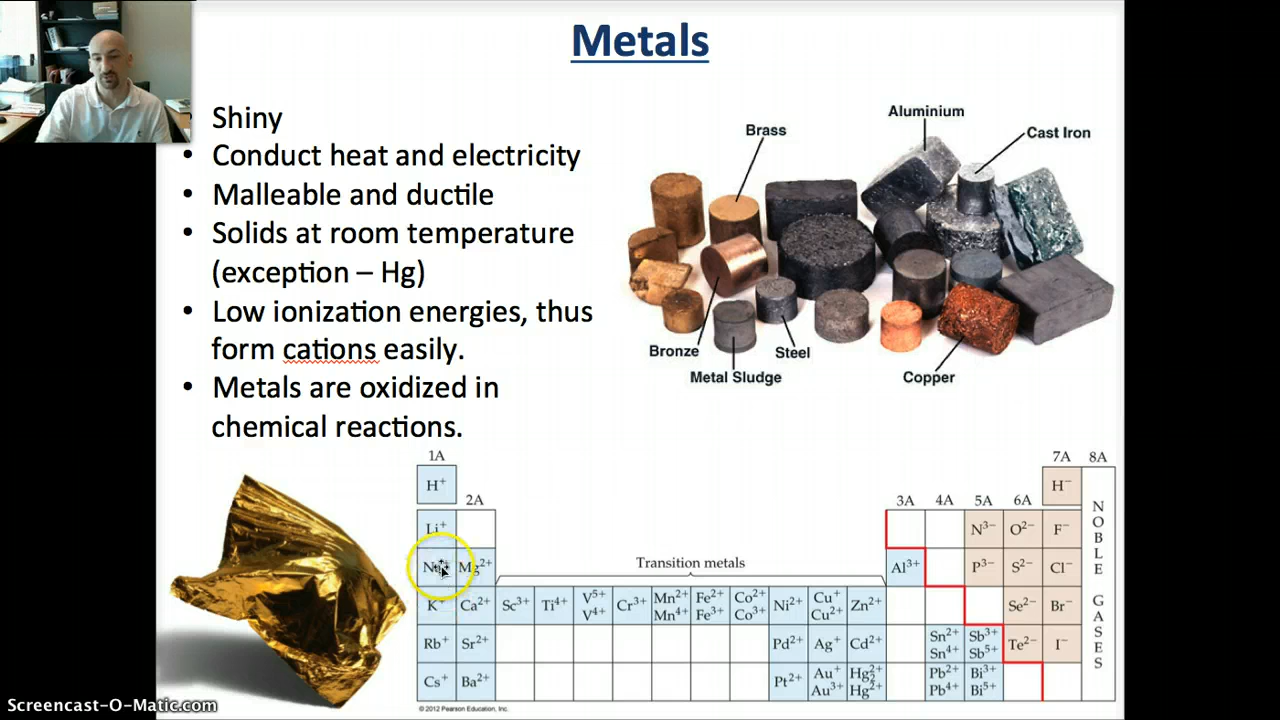 Metals
• Shiny
• Conduct heat and electricity
• Malleable and ductile
• Solids at room temperature
(exception – Hg)
• Low ionization energies, thus
form cations easily.
• Metals are oxidized in
chemical reactions.
Aluminium
Brass
Cast Iron
Bronze
Steel
Metal Sludge
Copper
1A
7A 8A
H⁺
H⁻
2A
3A 4A 5A 6A
Li⁺
N³⁻ O²⁻ F⁻
Mg²⁺
Transition metals
Al³⁺
P³⁻ S²⁻ Cl⁻
K⁺ Ca²⁺ Sc³⁺ Ti⁴⁺ V⁵⁺ V⁴⁺ Cr³⁺ Mn²⁺ Mn⁴⁺ Fe²⁺ Fe³⁺ Co²⁺ Co³⁺ Ni²⁺ Cu⁺ Cu²⁺ Zn²⁺ Se²⁻ Br⁻
Rb⁺ Sr²⁺ Pd²⁺ Ag⁺ Cd²⁺ Sn²⁺ Sn⁴⁺ Sb³⁺ Sb⁵⁺ Te²⁻ I⁻
Cs⁺ Ba²⁺ Pt²⁺ Au⁺ Au³⁺ Hg₂²⁺ Hg²⁺ Pb²⁺ Pb⁴⁺ Bi³⁺ Bi⁵⁺
NOBLE GASES
© 2012 Pearson Education, Inc.
Screencast-O-Matic.com